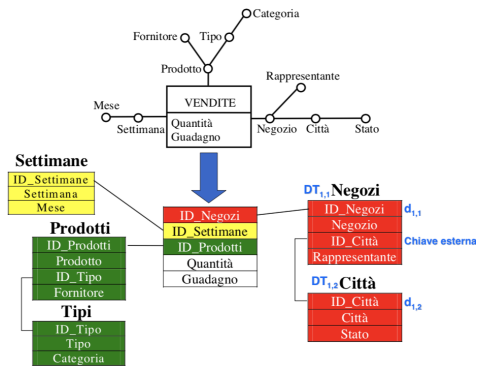 Categoria
Fornitore
Tipo
Prodotto
Rappresentante
Mese
VENDITE
Settimana
Quantità
Guadagno
Negozio
Città
Stato
Settimane
ID_Settimane
Settimana
Mese
Prodotti
ID_Prodotti
Prodotto
ID_Tipo
Fornitore
Tipi
ID_Tipo
Tipo
Categoria
ID_Negozi
ID_Settimane
ID_Prodotti
Quantità
Guadagno
DT1,1 Negozi
ID_Negozi d1,1
Negozio
ID_Città Chiave esterna
Rappresentante
DT1,2 Città
ID_Città d1,2
Città
Stato